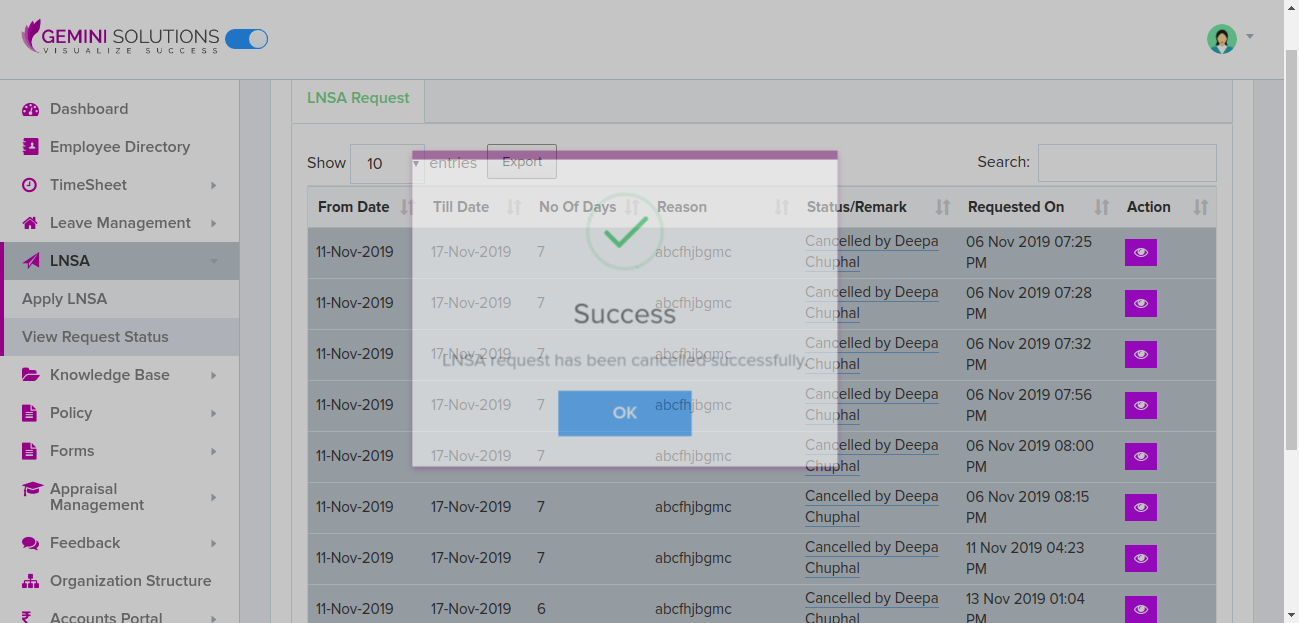 GEMINI SOLUTIONS
VISUALIZE SUCCESS
Dashboard
Employee Directory
TimeSheet
Leave Management
LNSA
Apply LNSA
View Request Status
Knowledge Base
Policy
Forms
Appraisal
Management
Feedback
Organization Structure
Accounts Portal
LNSA Request
Show 10 entries Export Search:
From Date Till Date No Of Days Reason Status/Remark Requested On Action
11-Nov-2019 17-Nov-2019 7 abcfhjbgmc Cancelled by Deepa Chuphal 06 Nov 2019 07:25 PM
11-Nov-2019 17-Nov-2019 7 abcfhjbgmc Cancelled by Deepa Chuphal 06 Nov 2019 07:28 PM
11-Nov-2019 17-Nov-2019 7 abcfhjbgmc Cancelled by Deepa Chuphal 06 Nov 2019 07:32 PM
11-Nov-2019 17-Nov-2019 7 abcfhjbgmc Cancelled by Deepa Chuphal 06 Nov 2019 07:56 PM
11-Nov-2019 17-Nov-2019 7 abcfhjbgmc Cancelled by Deepa Chuphal 06 Nov 2019 08:00 PM
11-Nov-2019 17-Nov-2019 7 abcfhjbgmc Cancelled by Deepa Chuphal 06 Nov 2019 08:15 PM
11-Nov-2019 17-Nov-2019 7 abcfhjbgmc Cancelled by Deepa Chuphal 11 Nov 2019 04:23 PM
11-Nov-2019 17-Nov-2019 6 abcfhjbgmc Cancelled by Deepa Chuphal 13 Nov 2019 01:04 PM
Success
LNSA request has been cancelled successfully.
OK